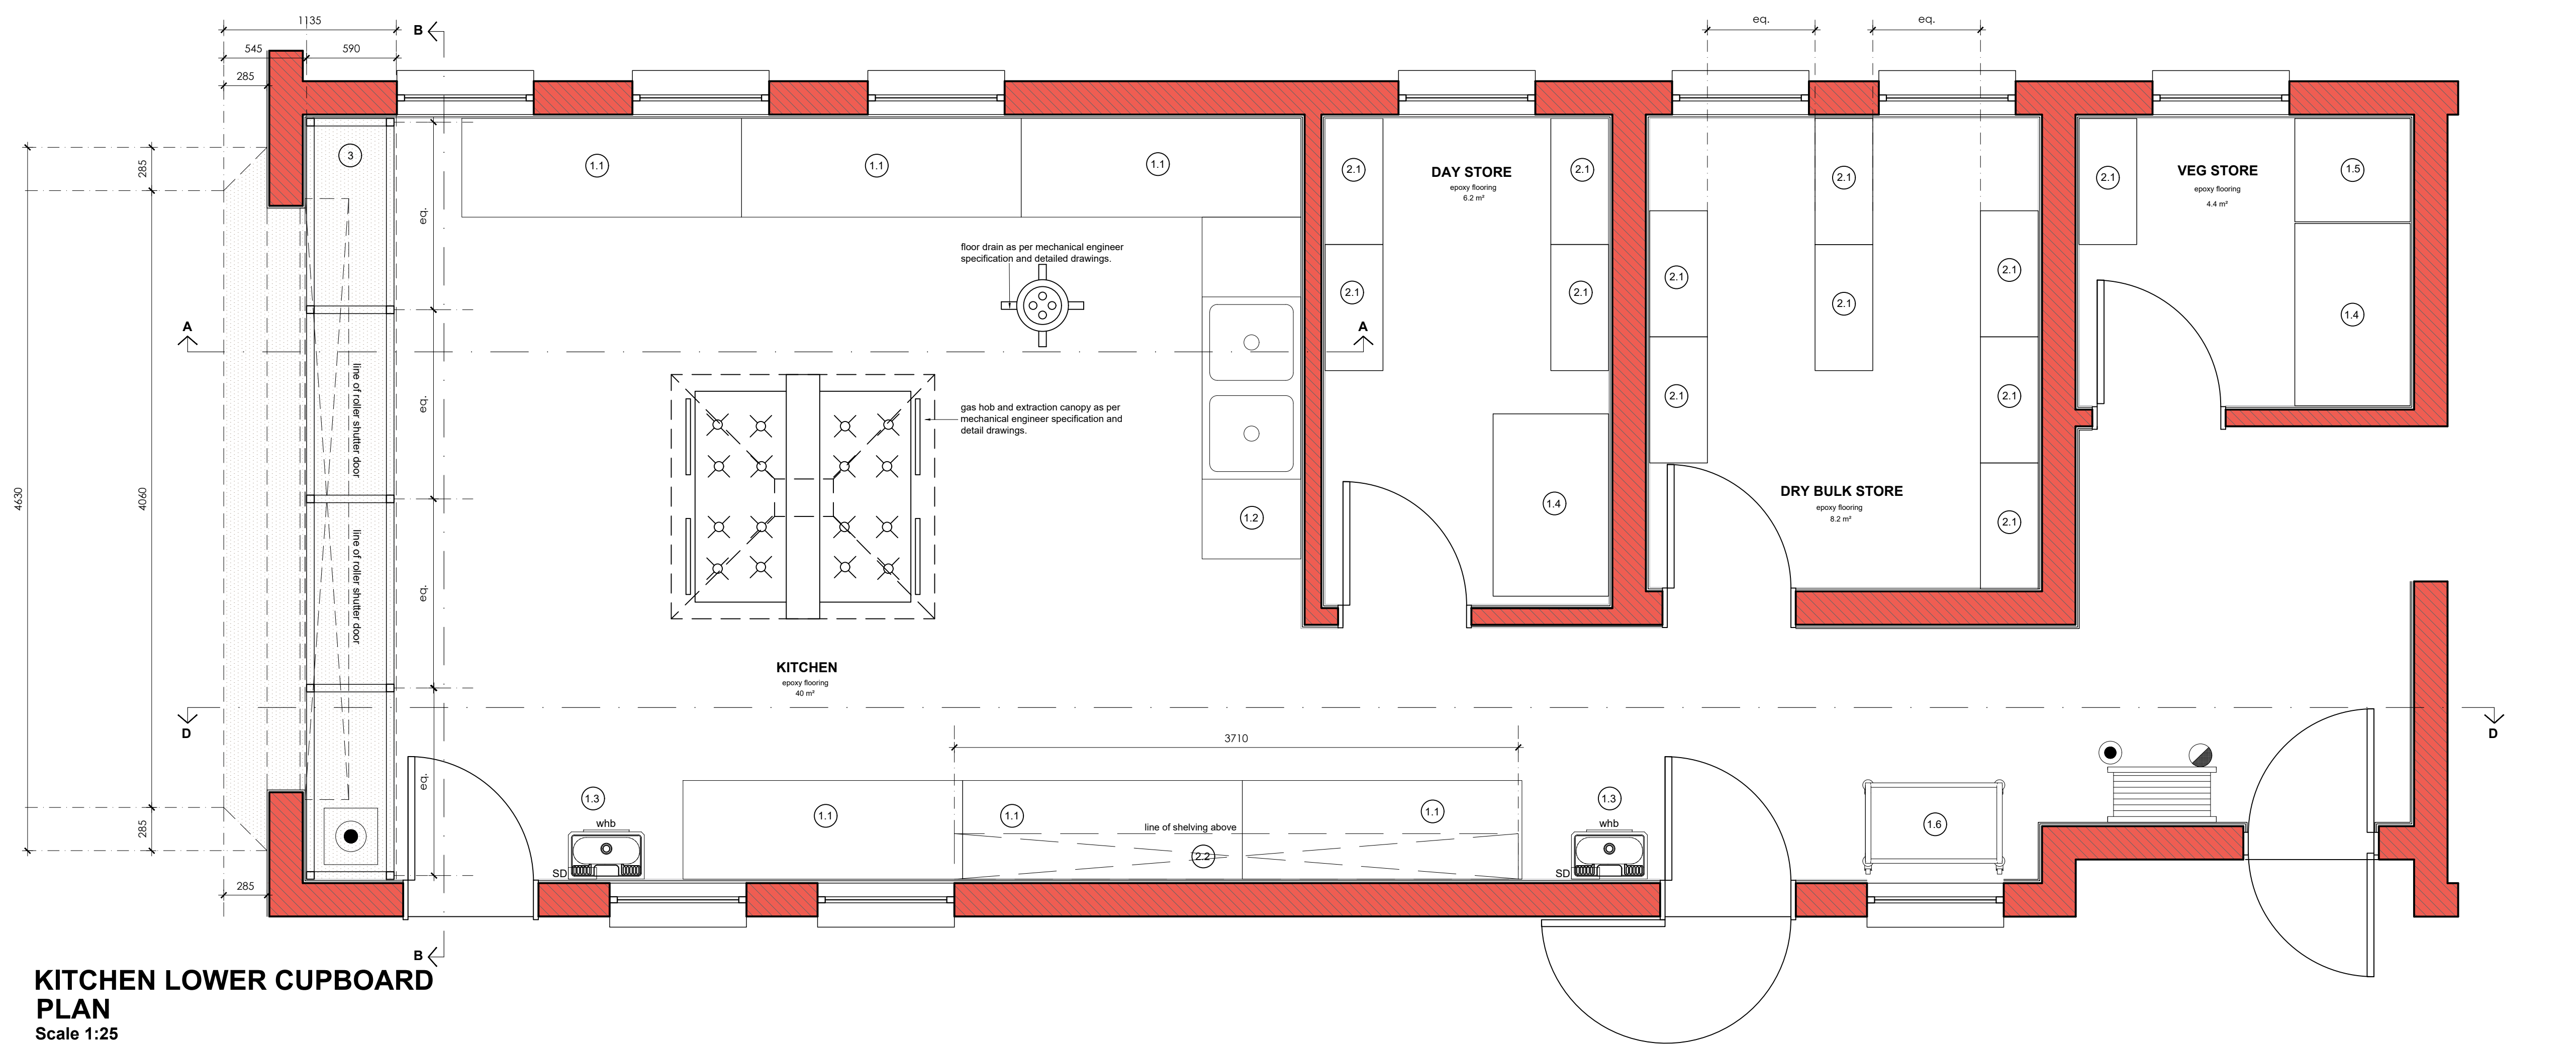 1135
545
590
285
B
eq.
eq.
3
1.1
1.1
1.1
2.1
DAY STORE
epoxy flooring
6.2 m²
2.1
2.1
2.1
VEG STORE
epoxy flooring
4.4 m²
1.5
285
eq.
floor drain as per mechanical engineer
specification and detailed drawings.
2.1
2.1
2.1
2.1
2.1
1.4
A
A
line of roller shutter door
eq.
gas hob and extraction canopy as per
mechanical engineer specification and
detail drawings.
2.1
2.1
4630
4060
line of roller shutter door
1.2
1.4
DRY BULK STORE
epoxy flooring
8.2 m²
2.1
eq.
KITCHEN
epoxy flooring
40 m²
D
D
3710
eq.
1.3
whb
SD
1.1
1.1
1.1
line of shelving above
2.2
1.3
whb
SD
1.6
285
285
B
KITCHEN LOWER CUPBOARD
PLAN
Scale 1:25